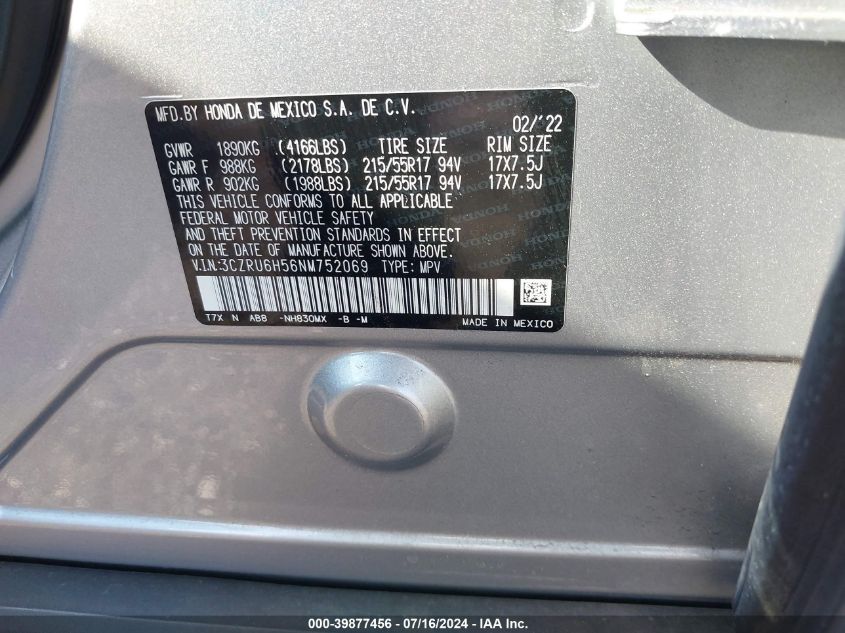 MFD.BY HONDA DE MEXICO S.A. DE C.V.
02/'22
GVWR 1890KG (4166LBS) TIRE SIZE RIM SIZE
GAWR F 988KG (2178LBS) 215/55R17 94V 17X7.5J
GAWR R 902KG (1988LBS) 215/55R17 94V 17X7.5J
THIS VEHICLE CONFORMS TO ALL APPLICABLE
FEDERAL MOTOR VEHICLE SAFETY
AND THEFT PREVENTION STANDARDS IN EFFECT
ON THE DATE OF MANUFACTURE SHOWN ABOVE.
V.I.N:3CZRU6H56NM752069 TYPE: MPV
T7X N AB8 -NH830MX -B -M MADE IN MEXICO
000-39877456 / 07/16/2024 / IAA, Inc.